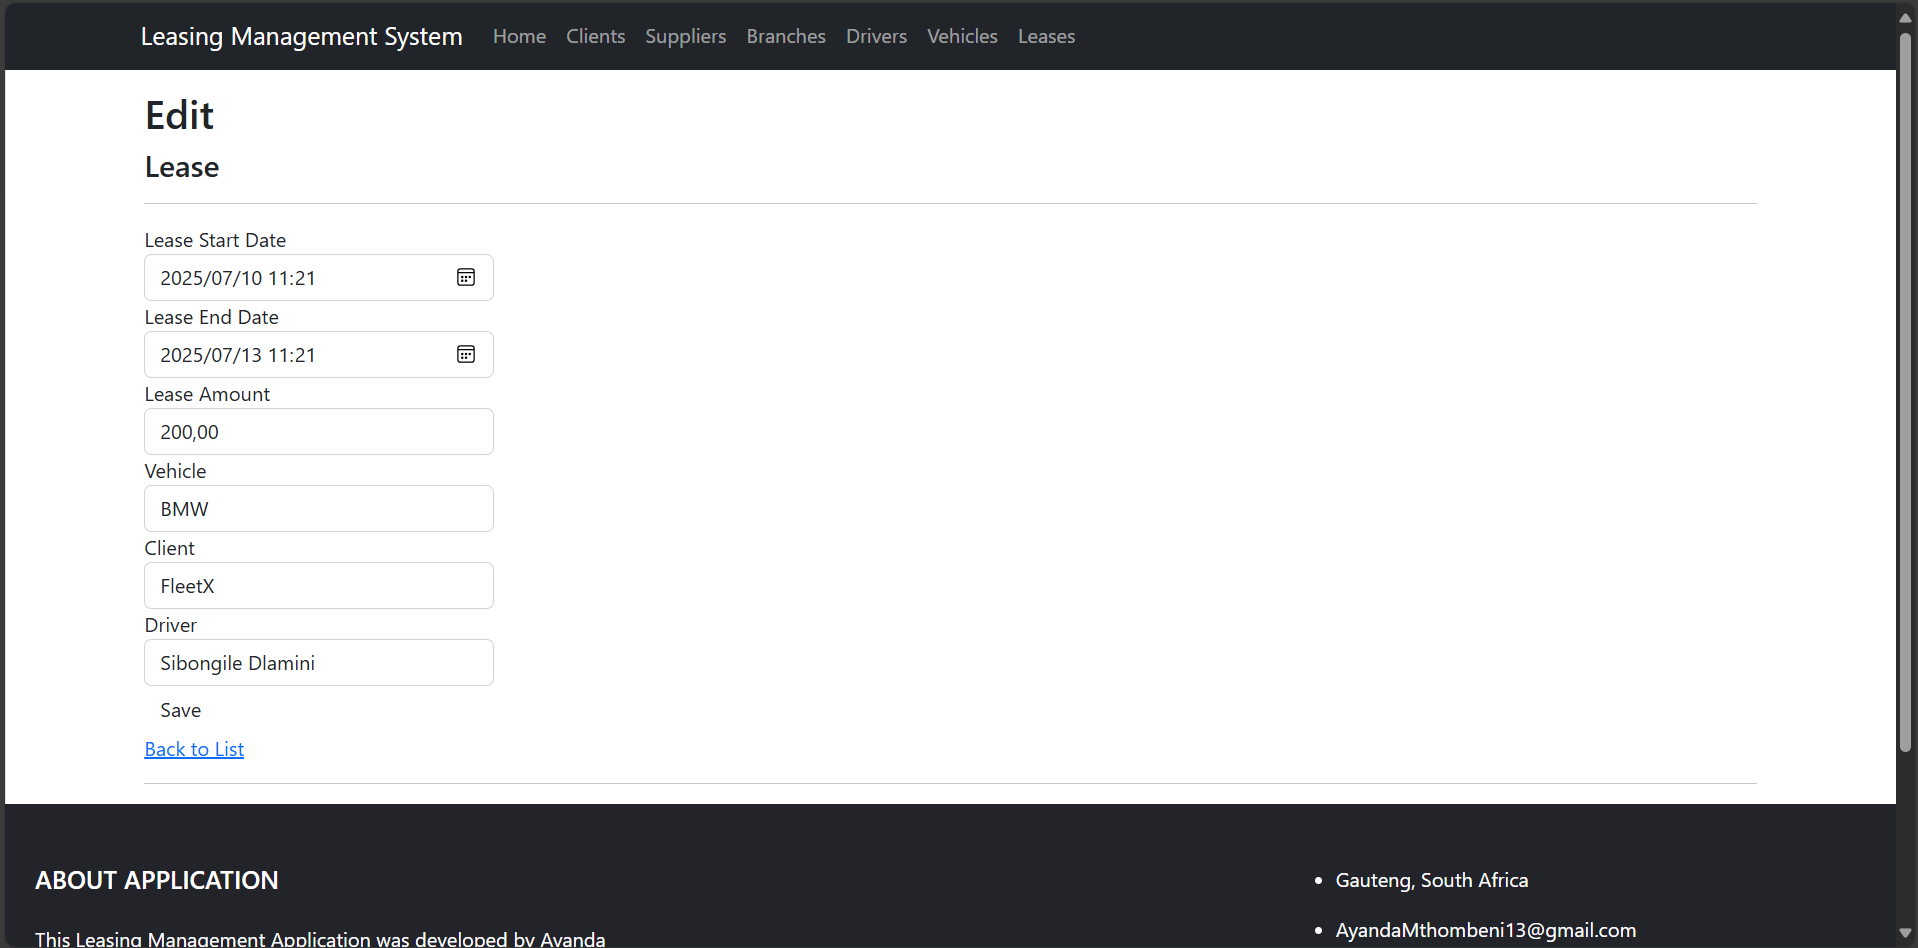 Leasing Management System Home Clients Suppliers Branches Drivers Vehicles Leases
Edit
Lease
Lease Start Date
2025/07/10 11:21
Lease End Date
2025/07/13 11:21
Lease Amount
200,00
Vehicle
BMW
Client
FleetX
Driver
Sibongile Dlamini
Save
Back to List
ABOUT APPLICATION
This Leasing Management Application was developed by Ayanda
• Gauteng, South Africa
• AyandaMthombeni13@gmail.com